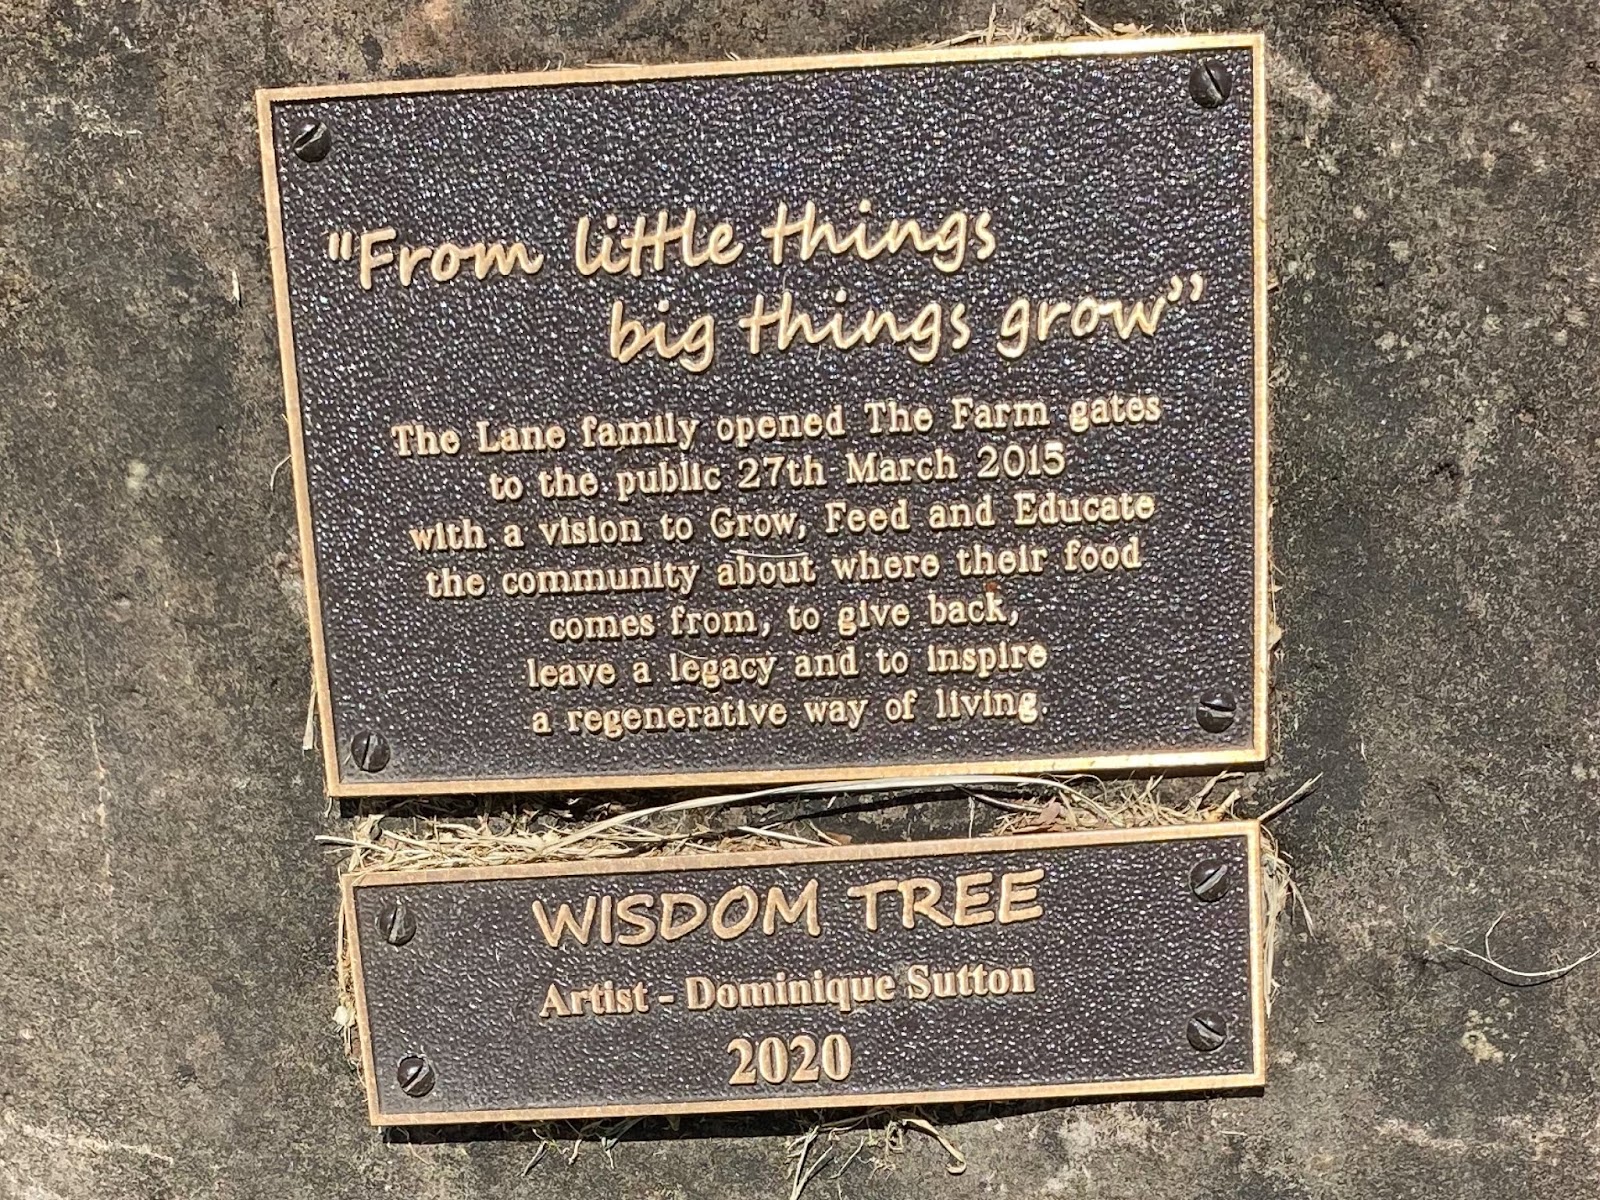 "From little things
big things grow”
The Lane family opened The Farm gates
to the public 27th March 2015
with a vision to Grow, Feed and Educate
the community about where their food
comes from, to give back,
leave a legacy and to inspire
a regenerative way of living.
WISDOM TREE
Artist - Dominique Sutton
2020